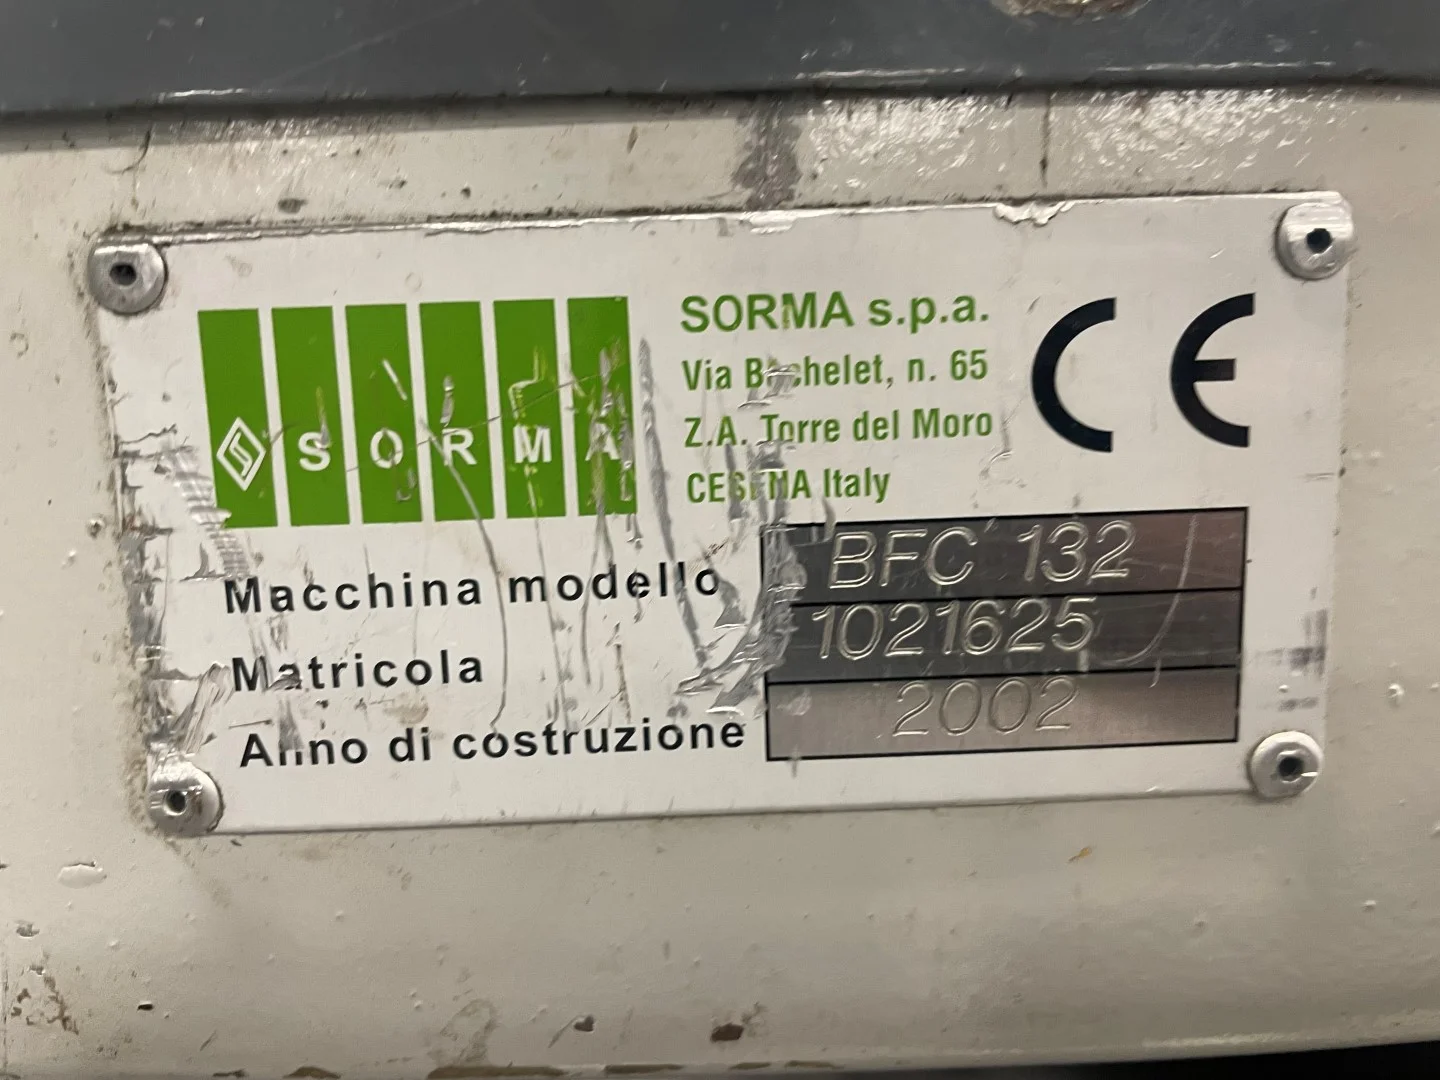 SORMA
SORMA s.p.a.
Via Bachelet, n. 65
Z.A. Torre del Moro
CESENA Italy
CE
Macchina modello BFC 132
Matricola 1021625
Anno di costruzione 2002